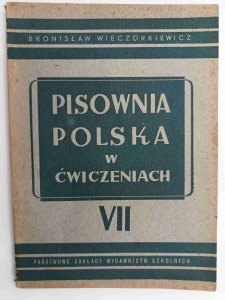 BRONISŁAW WIECZORKIEWICZ
PISOWNIA
POLSKA
W
ĆWICZENIACH
VII
PAŃSTWOWE ZAKŁADY WYDAWNICTW SZKOLNYCH